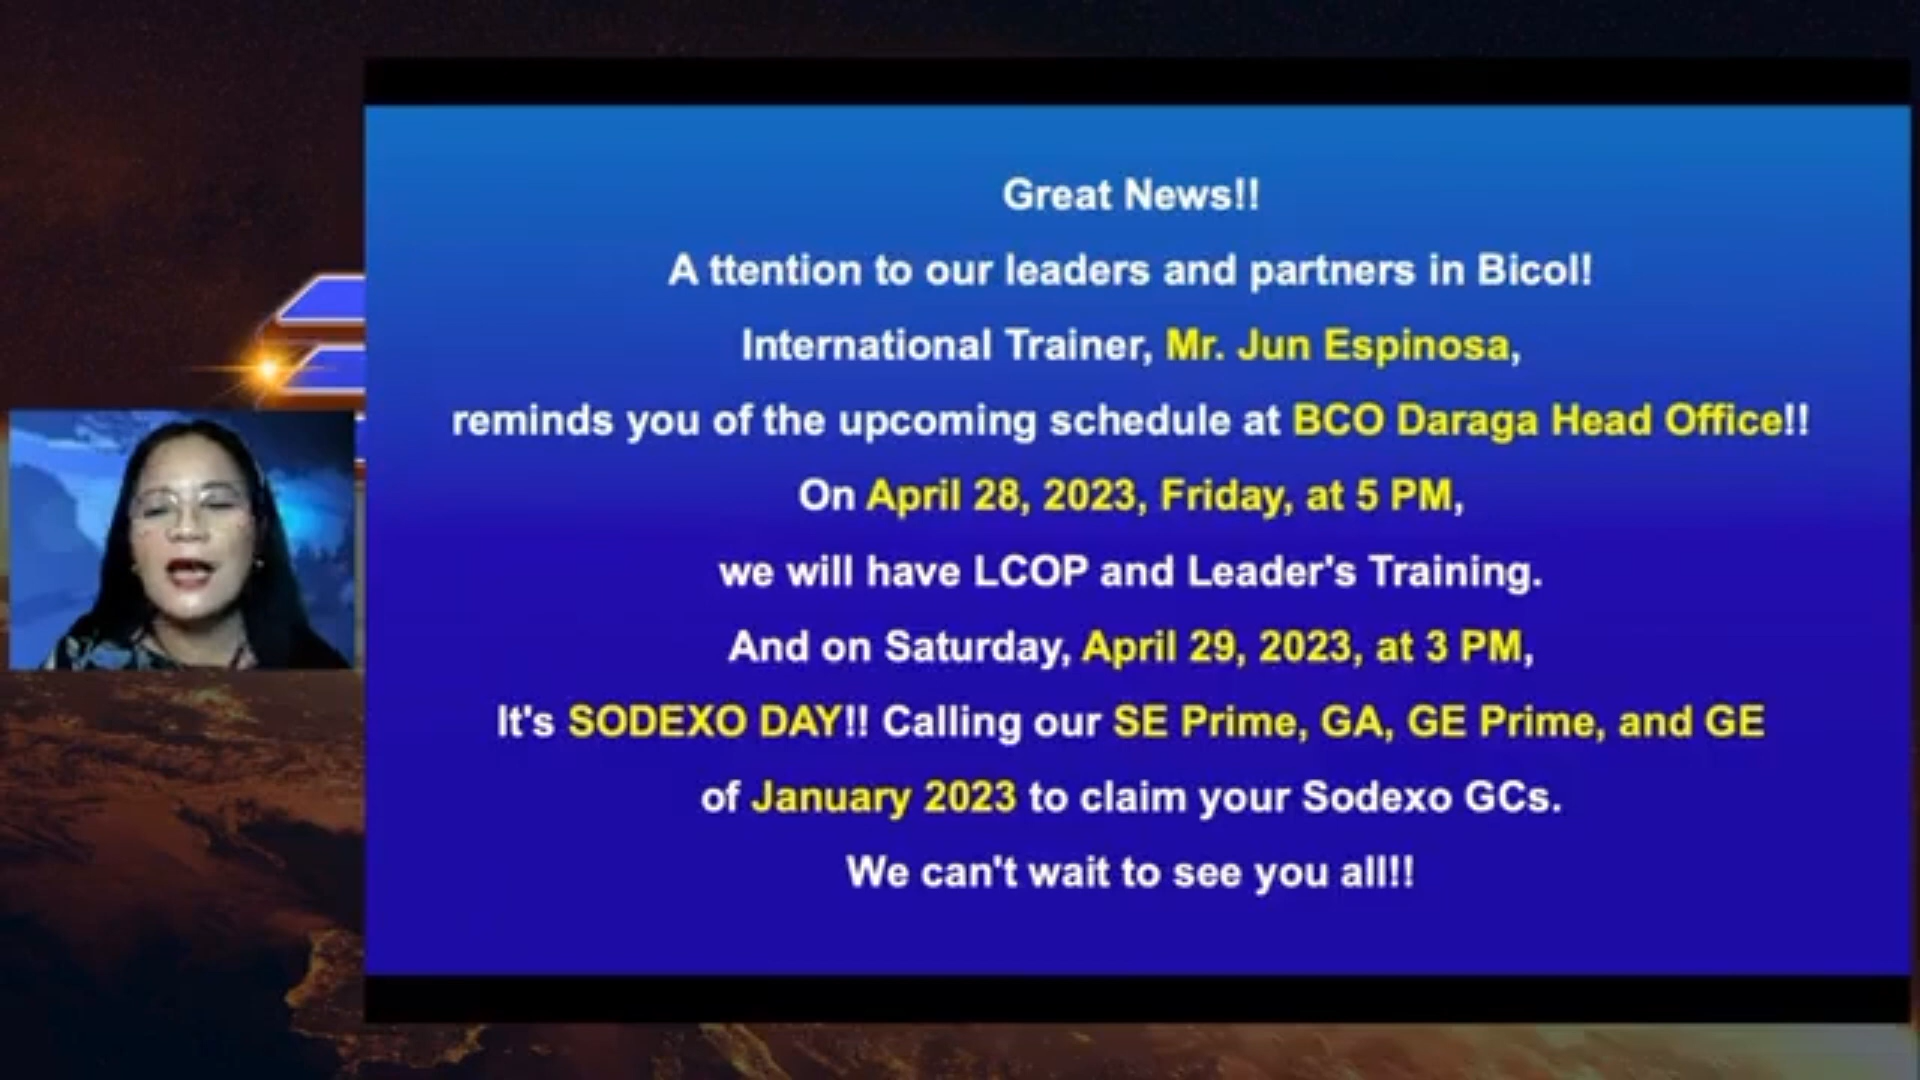 Great News!!
A ttention to our leaders and partners in Bicol!
International Trainer, Mr. Jun Espinosa,
reminds you of the upcoming schedule at BCO Daraga Head Office!!
On April 28, 2023, Friday, at 5 PM,
we will have LCOP and Leader's Training.
And on Saturday, April 29, 2023, at 3 PM,
It's SODEXO DAY!! Calling our SE Prime, GA, GE Prime, and GE
of January 2023 to claim your Sodexo GCs.
We can't wait to see you all!!